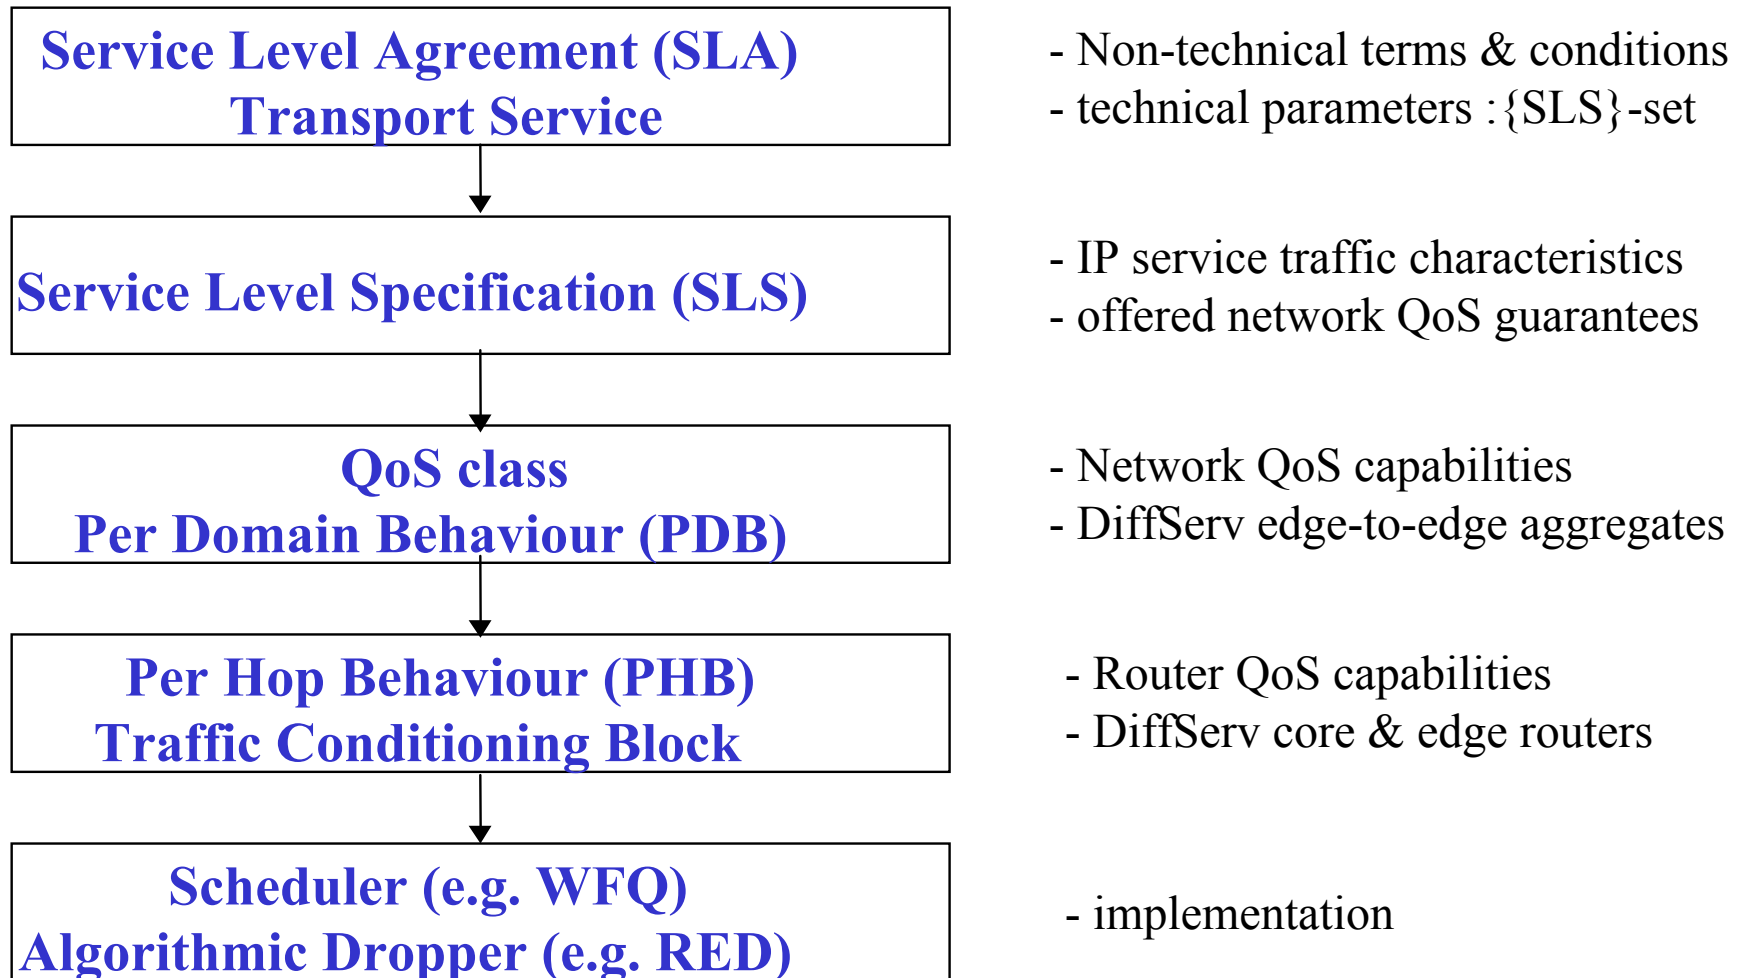 Service Level Agreement (SLA)
Transport Service
- Non-technical terms & conditions
- technical parameters :{SLS}-set
Service Level Specification (SLS)
- IP service traffic characteristics
- offered network QoS guarantees
QoS class
Per Domain Behaviour (PDB)
- Network QoS capabilities
- DiffServ edge-to-edge aggregates
Per Hop Behaviour (PHB)
Traffic Conditioning Block
- Router QoS capabilities
- DiffServ core & edge routers
Scheduler (e.g. WFQ)
Algorithmic Dropper (e.g. RED)
- implementation